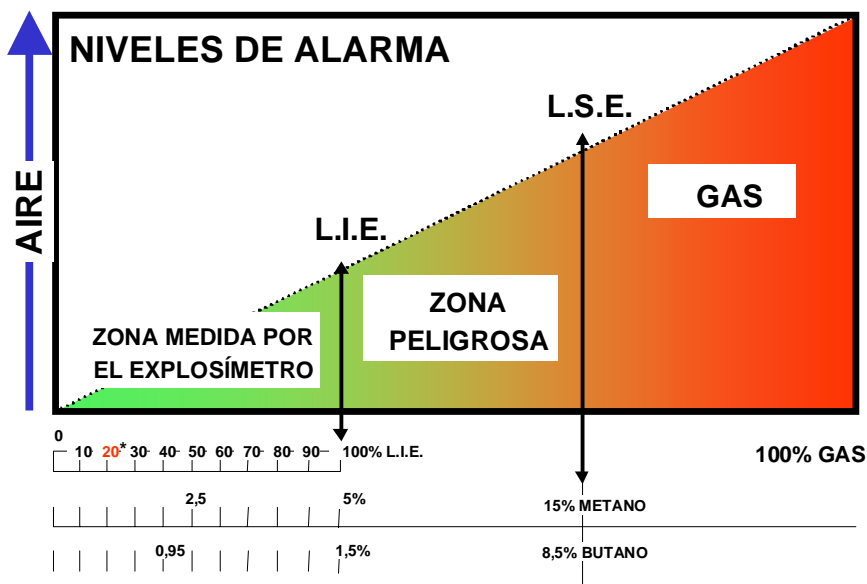 NIVELES DE ALARMA
L.S.E.
AIRE
GAS
L.I.E.
ZONA
PELIGROSA
ZONA MEDIDA POR
EL EXPLOSÍMETRO
0
10 20* 30 40 50 60 70 80 90 100% L.I.E.
100% GAS
2,5 5% 15% METANO
0,95 1,5% 8,5% BUTANO